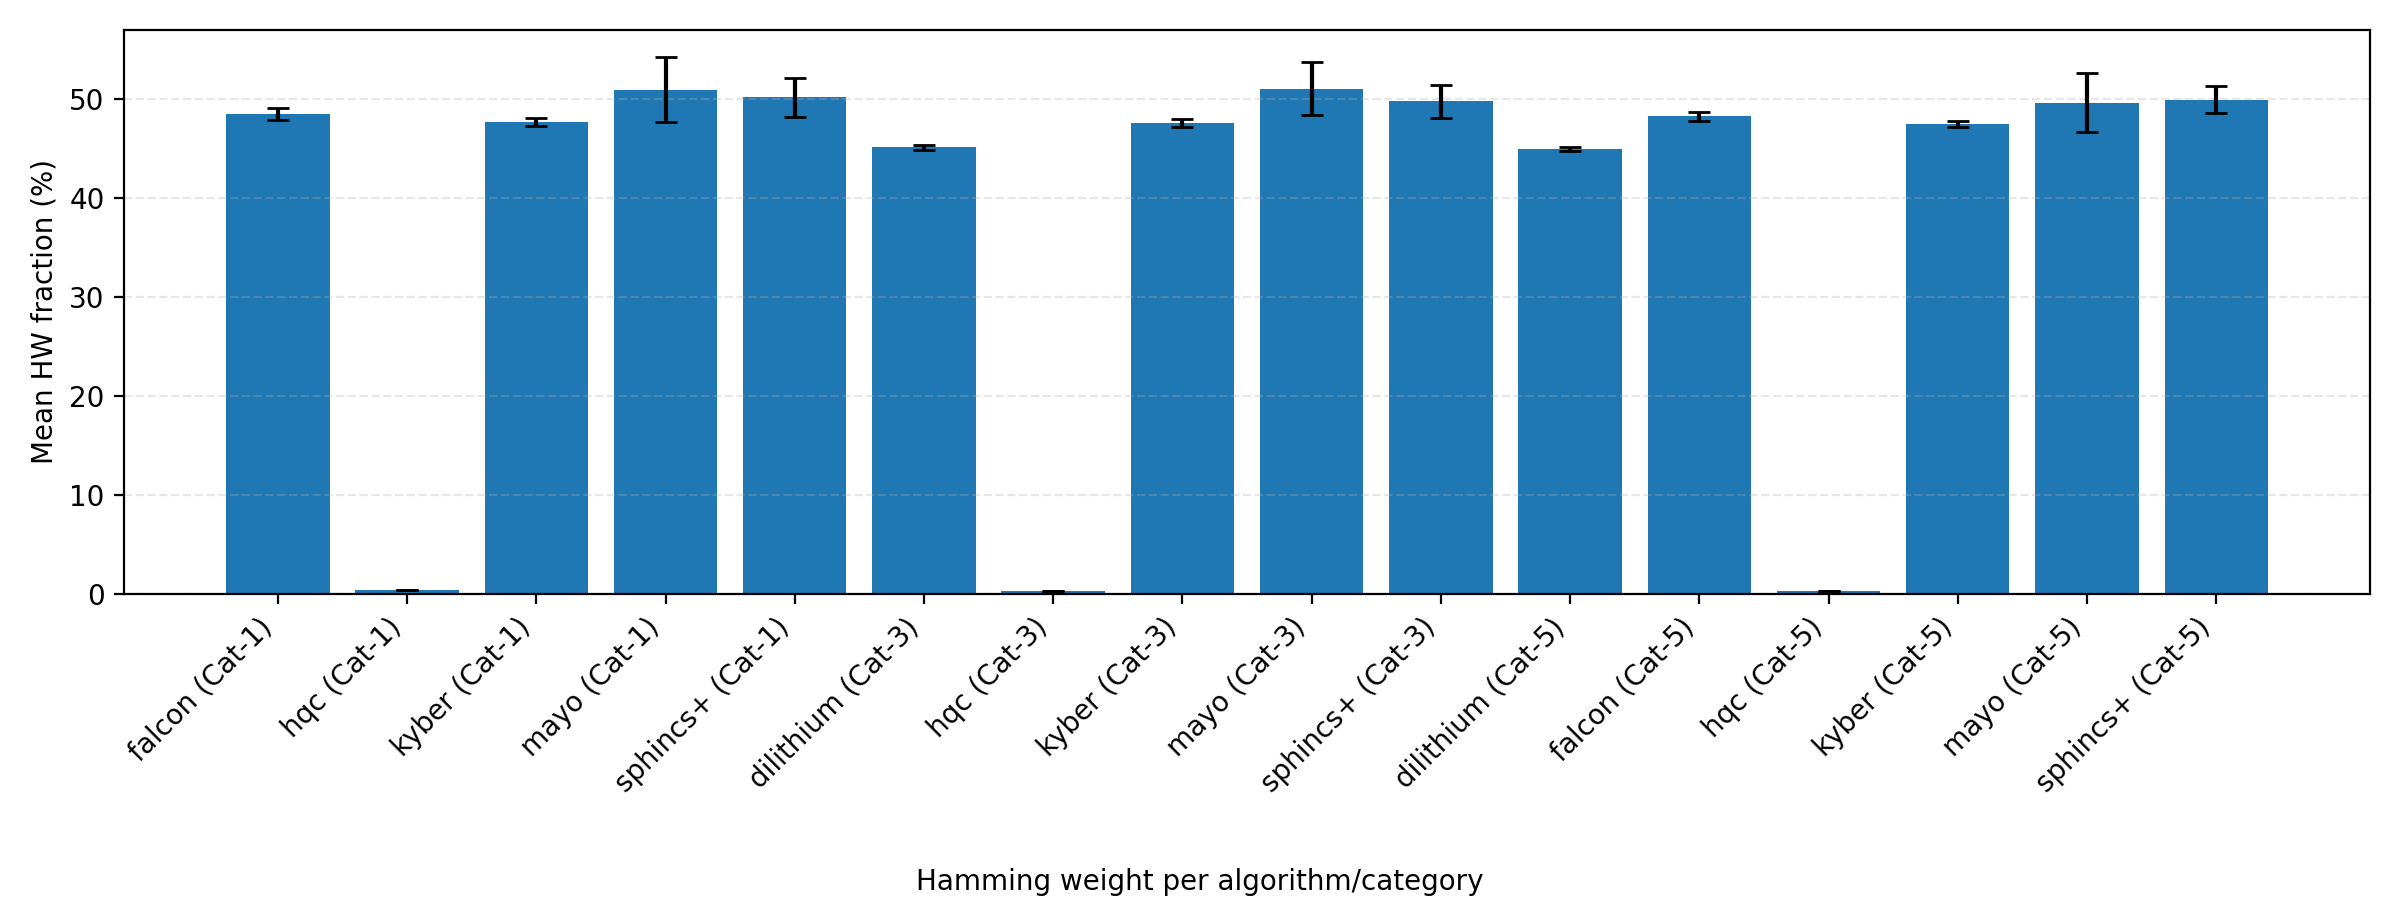 Mean HW fraction (%)
50
40
30
20
10
0
falcon (Cat-1)
hqc (Cat-1)
kyber (Cat-1)
mayo (Cat-1)
sphincs+ (Cat-1)
dilithium (Cat-3)
hqc (Cat-3)
kyber (Cat-3)
mayo (Cat-3)
sphincs+ (Cat-3)
dilithium (Cat-5)
falcon (Cat-5)
hqc (Cat-5)
kyber (Cat-5)
mayo (Cat-5)
sphincs+ (Cat-5)
Hamming weight per algorithm/category